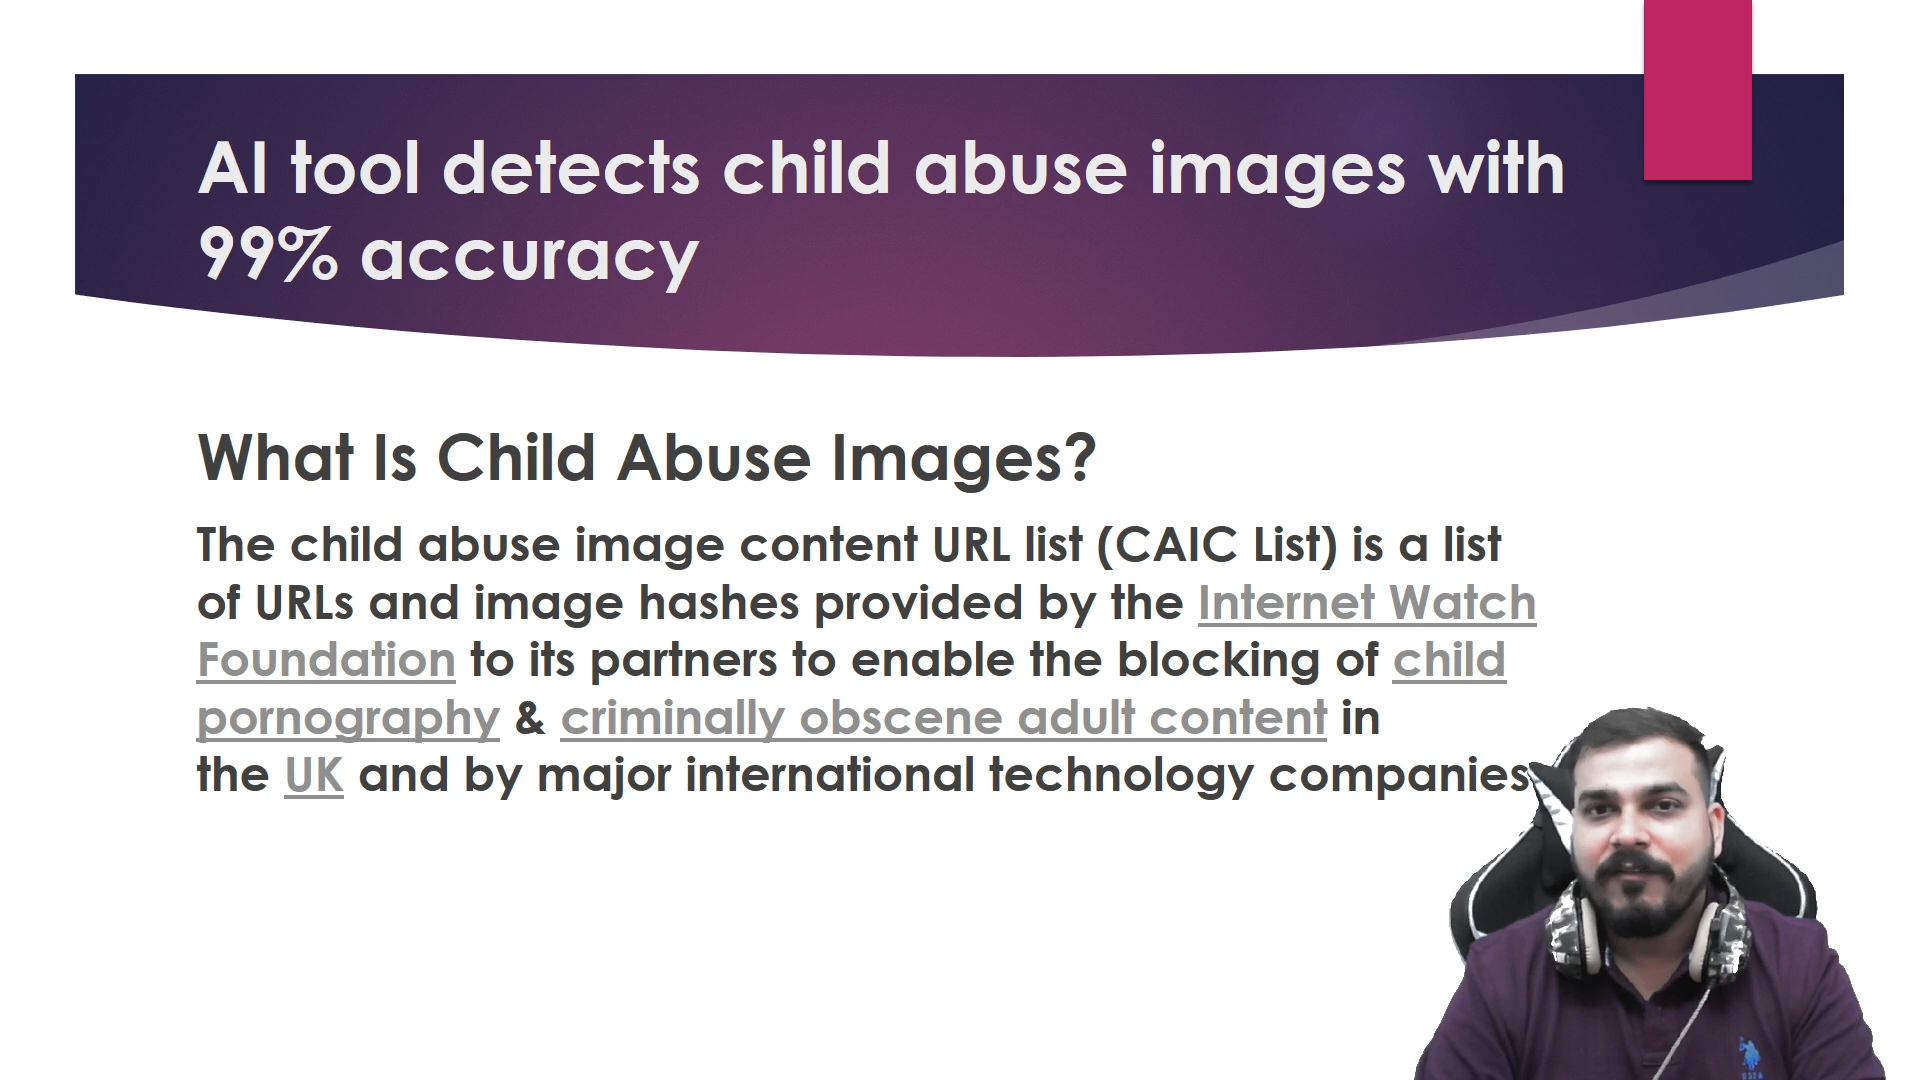 AI tool detects child abuse images with
99% accuracy
What Is Child Abuse Images?
The child abuse image content URL list (CAIC List) is a list
of URLs and image hashes provided by the Internet Watch
Foundation to its partners to enable the blocking of child
pornography & criminally obscene adult content in
the UK and by major international technology companies